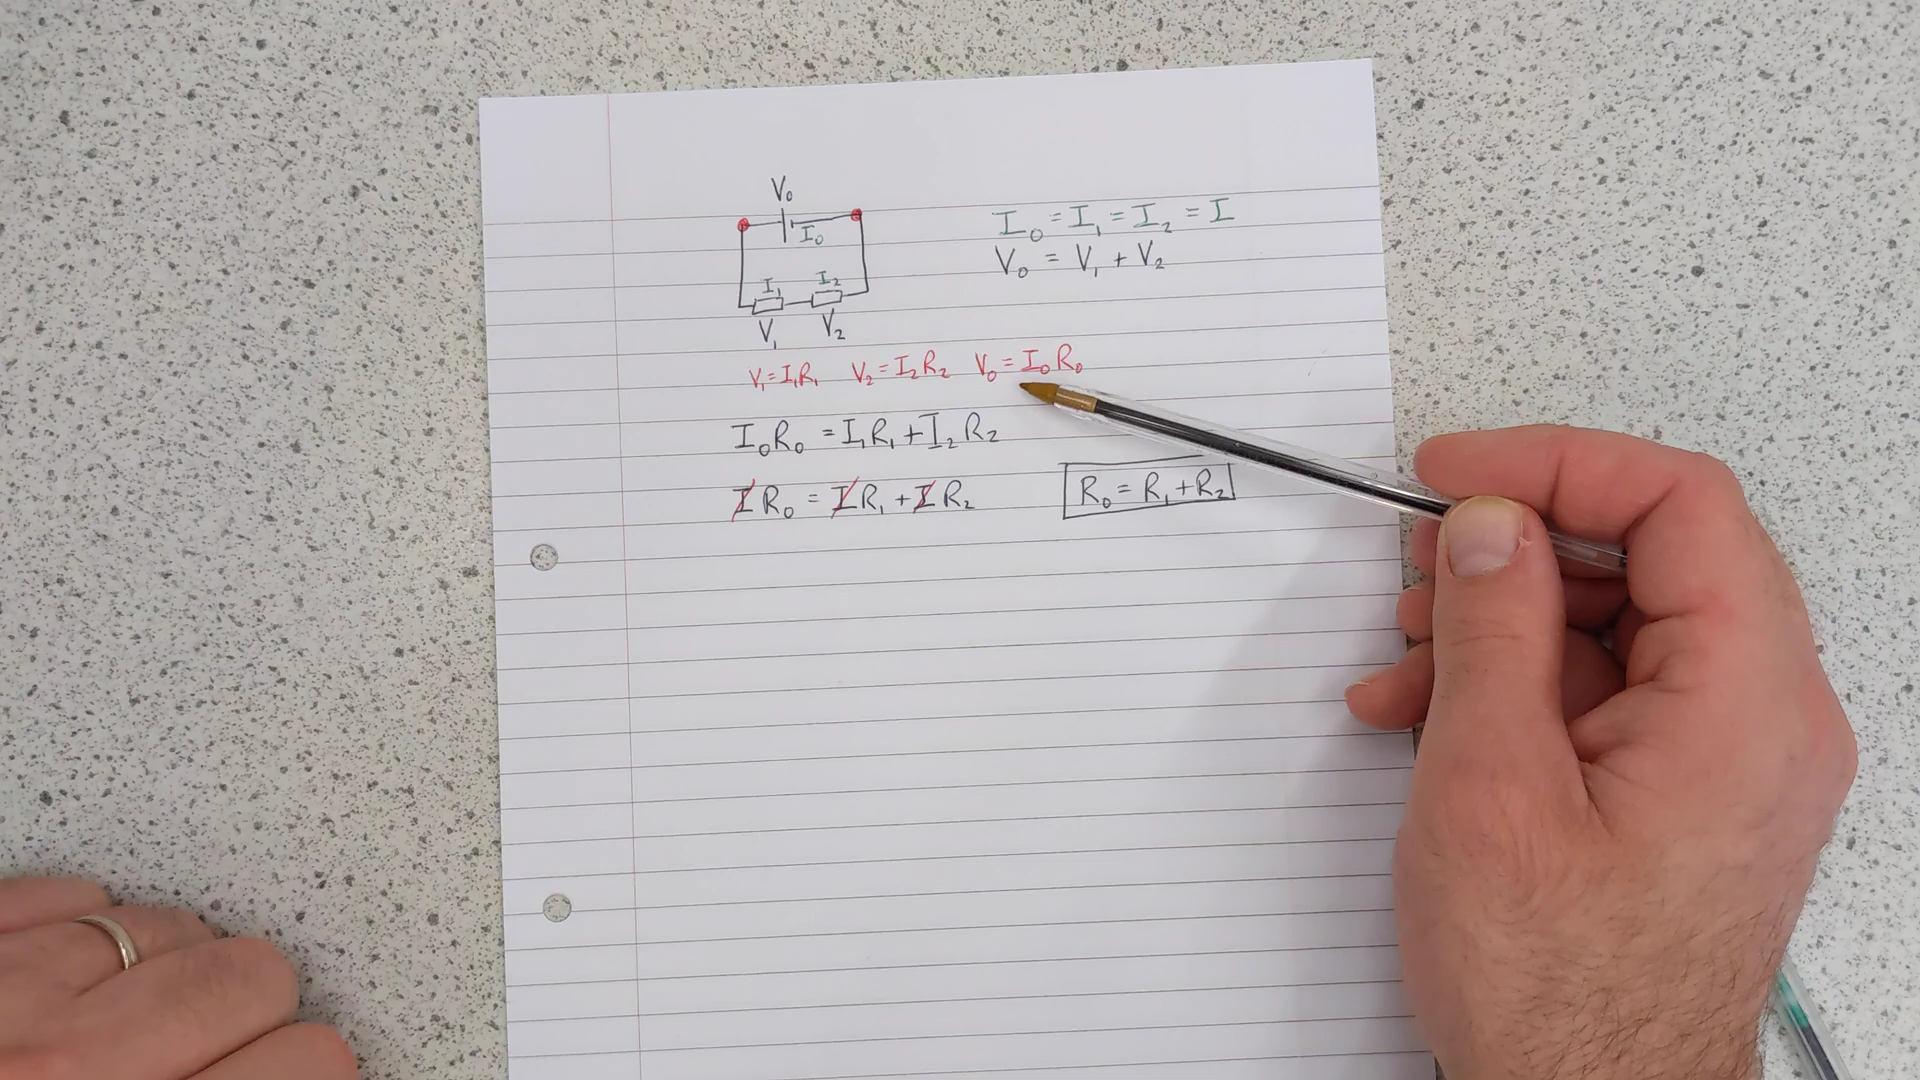 V₀
I₀
I₁ I₂
V₁ V₂
I₀ = I₁ = I₂ = I
V₀ = V₁ + V₂
V₁ = I₁R₁ V₂ = I₂R₂ V₀ = I₀R₀
I₀R₀ = I₁R₁ + I₂R₂
IR₀ = IR₁ + IR₂ R₀ = R₁ + R₂